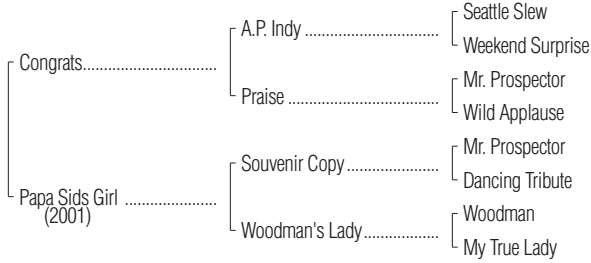 Seattle Slew
A.P. Indy ................................
Weekend Surprise
Congrats................................
Mr. Prospector
Praise ....................................
Wild Applause
Mr. Prospector
Souvenir Copy......................
Dancing Tribute
Papa Sids Girl ......................
(2001)
Woodman
Woodman's Lady..................
My True Lady